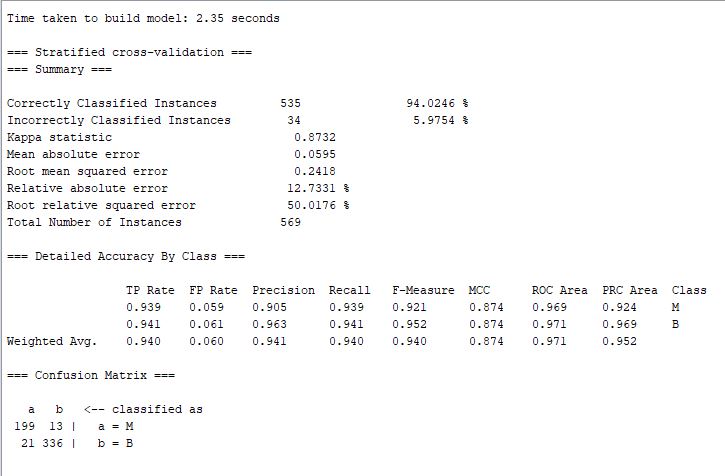 Time taken to build model: 2.35 seconds
=== Stratified cross-validation ===
=== Summary ===
Correctly Classified Instances 535 94.0246 %
Incorrectly Classified Instances 34 5.9754 %
Kappa statistic 0.8732
Mean absolute error 0.0595
Root mean squared error 0.2418
Relative absolute error 12.7331 %
Root relative squared error 50.0176 %
Total Number of Instances 569
=== Detailed Accuracy By Class ===
TP Rate FP Rate Precision Recall F-Measure MCC ROC Area PRC Area Class
0.939 0.059 0.905 0.939 0.921 0.874 0.969 0.924 M
0.941 0.061 0.963 0.941 0.952 0.874 0.971 0.969 B
Weighted Avg. 0.940 0.060 0.941 0.940 0.940 0.874 0.971 0.952
=== Confusion Matrix ===
a b <-- classified as
199 13 | a = M
21 336 | b = B